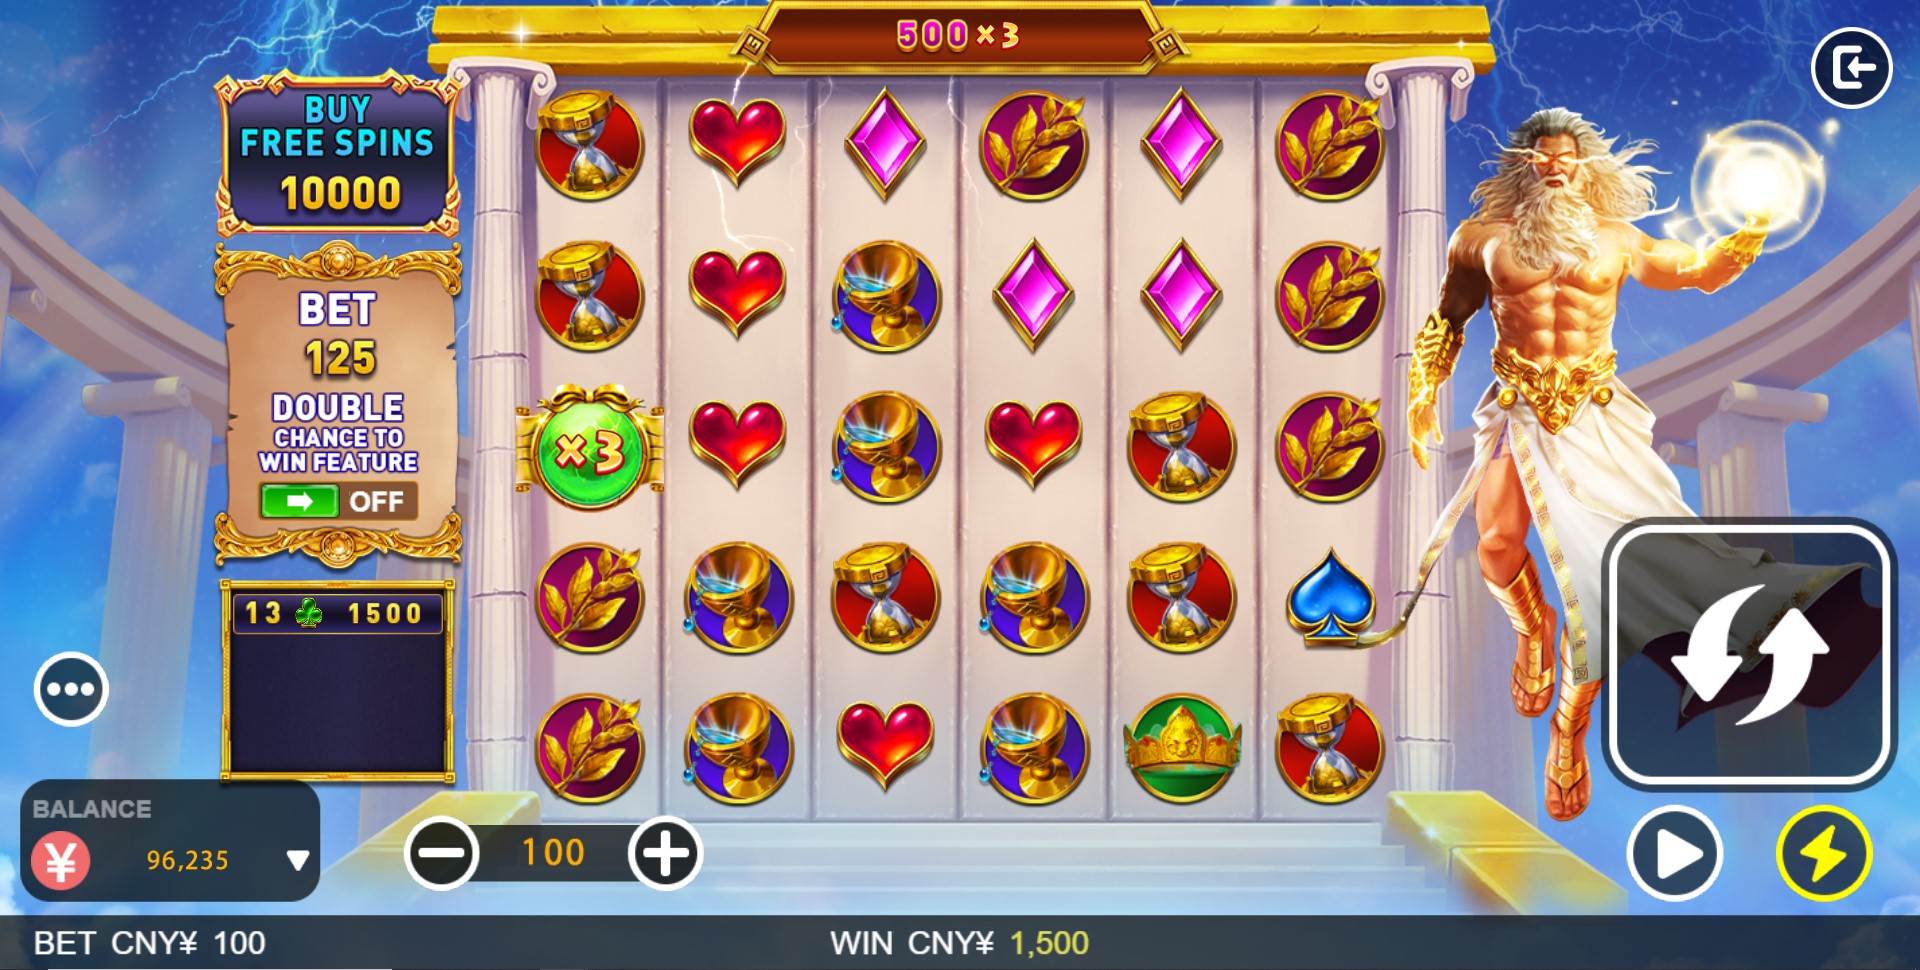 500×3
BUY
FREE SPINS
10000
BET
125
DOUBLE
CHANCE TO
WIN FEATURE
OFF
×3
13 1500
BALANCE
¥ 96,235
100
BET CNY¥ 100
WIN CNY¥ 1,500